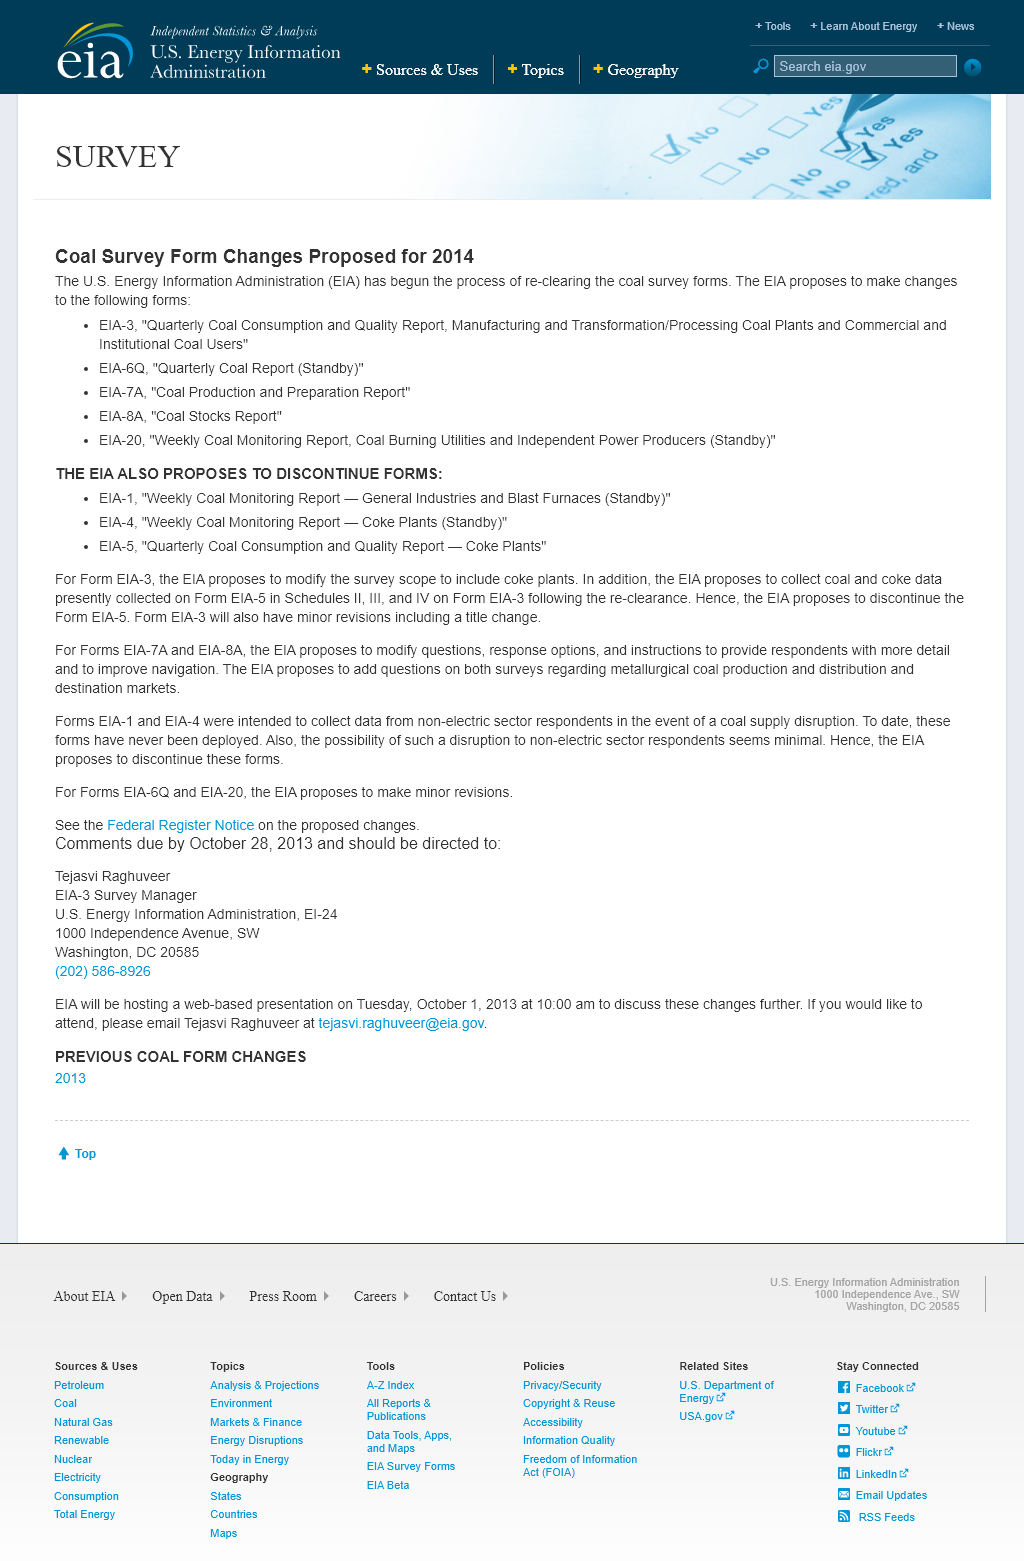 eia
Independent Statistics & Analysis
U.S. Energy Information
Administration
Sources & Uses
Topics
Geography
+ Tools
+ Learn About Energy
+ News
Search eia.gov
SURVEY
No
Yes
No
Yes
Yes
No
No
Coal Survey Form Changes Proposed for 2014
The U.S. Energy Information Administration (EIA) has begun the process of re-clearing the coal survey forms. The EIA proposes to make changes
to the following forms:
• EIA-3, "Quarterly Coal Consumption and Quality Report, Manufacturing and Transformation/Processing Coal Plants and Commercial and
Institutional Coal Users"
• EIA-6Q, "Quarterly Coal Report (Standby)"
• EIA-7A, "Coal Production and Preparation Report"
• EIA-8A, "Coal Stocks Report"
• EIA-20, "Weekly Coal Monitoring Report, Coal Burning Utilities and Independent Power Producers (Standby)"
THE EIA ALSO PROPOSES TO DISCONTINUE FORMS:
• EIA-1, "Weekly Coal Monitoring Report — General Industries and Blast Furnaces (Standby)"
• EIA-4, "Weekly Coal Monitoring Report — Coke Plants (Standby)"
• EIA-5, "Quarterly Coal Consumption and Quality Report — Coke Plants"
For Form EIA-3, the EIA proposes to modify the survey scope to include coke plants. In addition, the EIA proposes to collect coal and coke data
presently collected on Form EIA-5 in Schedules II, III, and IV on Form EIA-3 following the re-clearance. Hence, the EIA proposes to discontinue the
Form EIA-5. Form EIA-3 will also have minor revisions including a title change.
For Forms EIA-7A and EIA-8A, the EIA proposes to modify questions, response options, and instructions to provide respondents with more detail
and to improve navigation. The EIA proposes to add questions on both surveys regarding metallurgical coal production and distribution and
destination markets.
Forms EIA-1 and EIA-4 were intended to collect data from non-electric sector respondents in the event of a coal supply disruption. To date, these
forms have never been deployed. Also, the possibility of such a disruption to non-electric sector respondents seems minimal. Hence, the EIA
proposes to discontinue these forms.
For Forms EIA-6Q and EIA-20, the EIA proposes to make minor revisions.
See the Federal Register Notice on the proposed changes.
Comments due by October 28, 2013 and should be directed to:
Tejasvi Raghuveer
EIA-3 Survey Manager
U.S. Energy Information Administration, EI-24
1000 Independence Avenue, SW
Washington, DC 20585
(202) 586-8926
EIA will be hosting a web-based presentation on Tuesday, October 1, 2013 at 10:00 am to discuss these changes further. If you would like to
attend, please email Tejasvi Raghuveer at tejasvi.raghuveer@eia.gov.
PREVIOUS COAL FORM CHANGES
2013
Top
About EIA
Open Data
Press Room
Careers
Contact Us
U.S. Energy Information Administration
1000 Independence Ave., SW
Washington, DC 20585
Sources & Uses
Petroleum
Coal
Natural Gas
Renewable
Nuclear
Electricity
Consumption
Total Energy
Topics
Analysis & Projections
Environment
Markets & Finance
Energy Disruptions
Today in Energy
Geography
States
Countries
Maps
Tools
A-Z Index
All Reports &
Publications
Data Tools, Apps,
and Maps
EIA Survey Forms
EIA Beta
Policies
Privacy/Security
Copyright & Reuse
Accessibility
Information Quality
Freedom of Information
Act (FOIA)
Related Sites
U.S. Department of
Energy
USA.gov
Stay Connected
Facebook
Twitter
Youtube
Flickr
LinkedIn
Email Updates
RSS Feeds